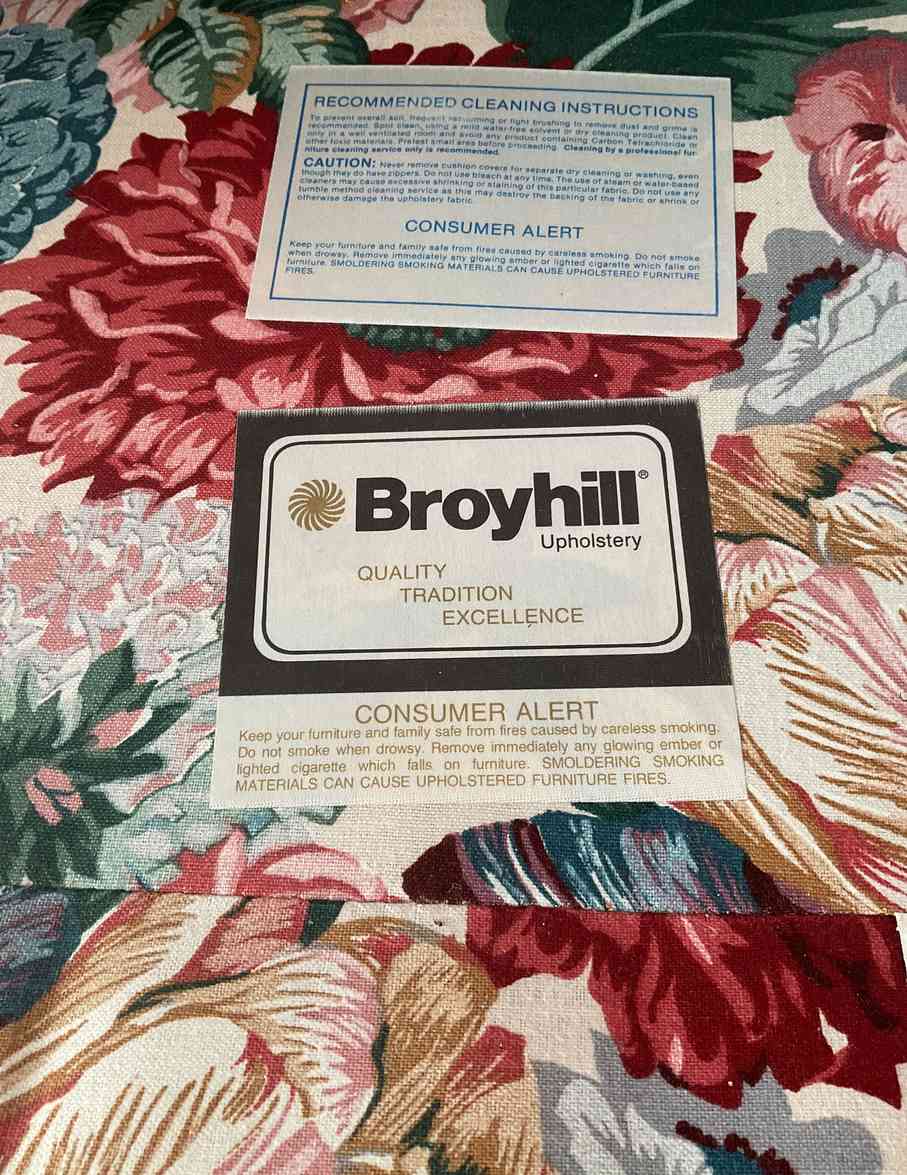 RECOMMENDED CLEANING INSTRUCTIONS
To prevent overall soil, frequent vacuuming or light brushing to remove dust and grime is
recommended. Spot clean, using a mild water-free solvent or dry cleaning product. Clean
only in a well ventilated room and avoid product containing Carbon Tetrachloride or
other toxic materials. Pretest small area before proceeding. Cleaning by a professional fur-
niture cleaning service only is recommended.
CAUTION: Never remove cushion covers for separate dry cleaning or washing, even
though they do have zippers. Do not use bleach at any time. The use of steam or water-based
cleaners may cause excessive shrinking or staining of this particular fabric. Do not use any
tumble method cleaning service as this may destroy the backing of the fabric or shrink or
otherwise damage the upholstery fabric.
CONSUMER ALERT
Keep your furniture and family safe from fires caused by careless smoking. Do not smoke
when drowsy. Remove immediately any glowing ember or lighted cigarette which falls on
furniture. SMOLDERING SMOKING MATERIALS CAN CAUSE UPHOLSTERED FURNITURE
FIRES.
Broyhill®
Upholstery
QUALITY
TRADITION
EXCELLENCE
CONSUMER ALERT
Keep your furniture and family safe from fires caused by careless smoking.
Do not smoke when drowsy. Remove immediately any glowing ember or
lighted cigarette which falls on furniture. SMOLDERING SMOKING
MATERIALS CAN CAUSE UPHOLSTERED FURNITURE FIRES.